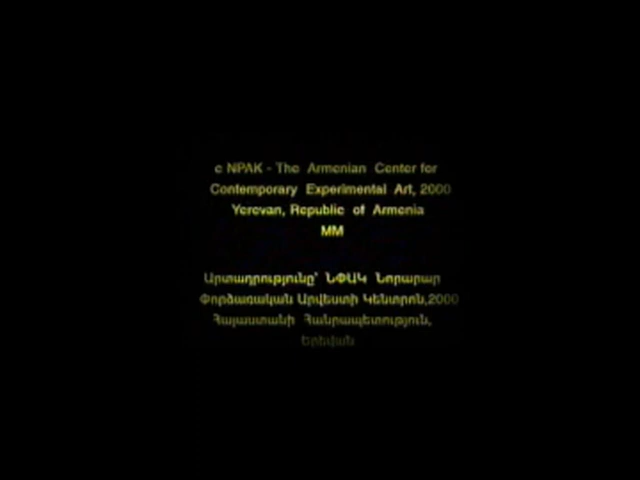 c NPAK - The Armenian Center for
Contemporary Experimental Art, 2000
Yerevan, Republic of Armenia
MM
Արտադրությունը՝ ՆՓԱԿ Նորարար
Փորձառական Արվեստի Կենտրոն,2000
Հայաստանի Հանրապետություն,
Երեվան